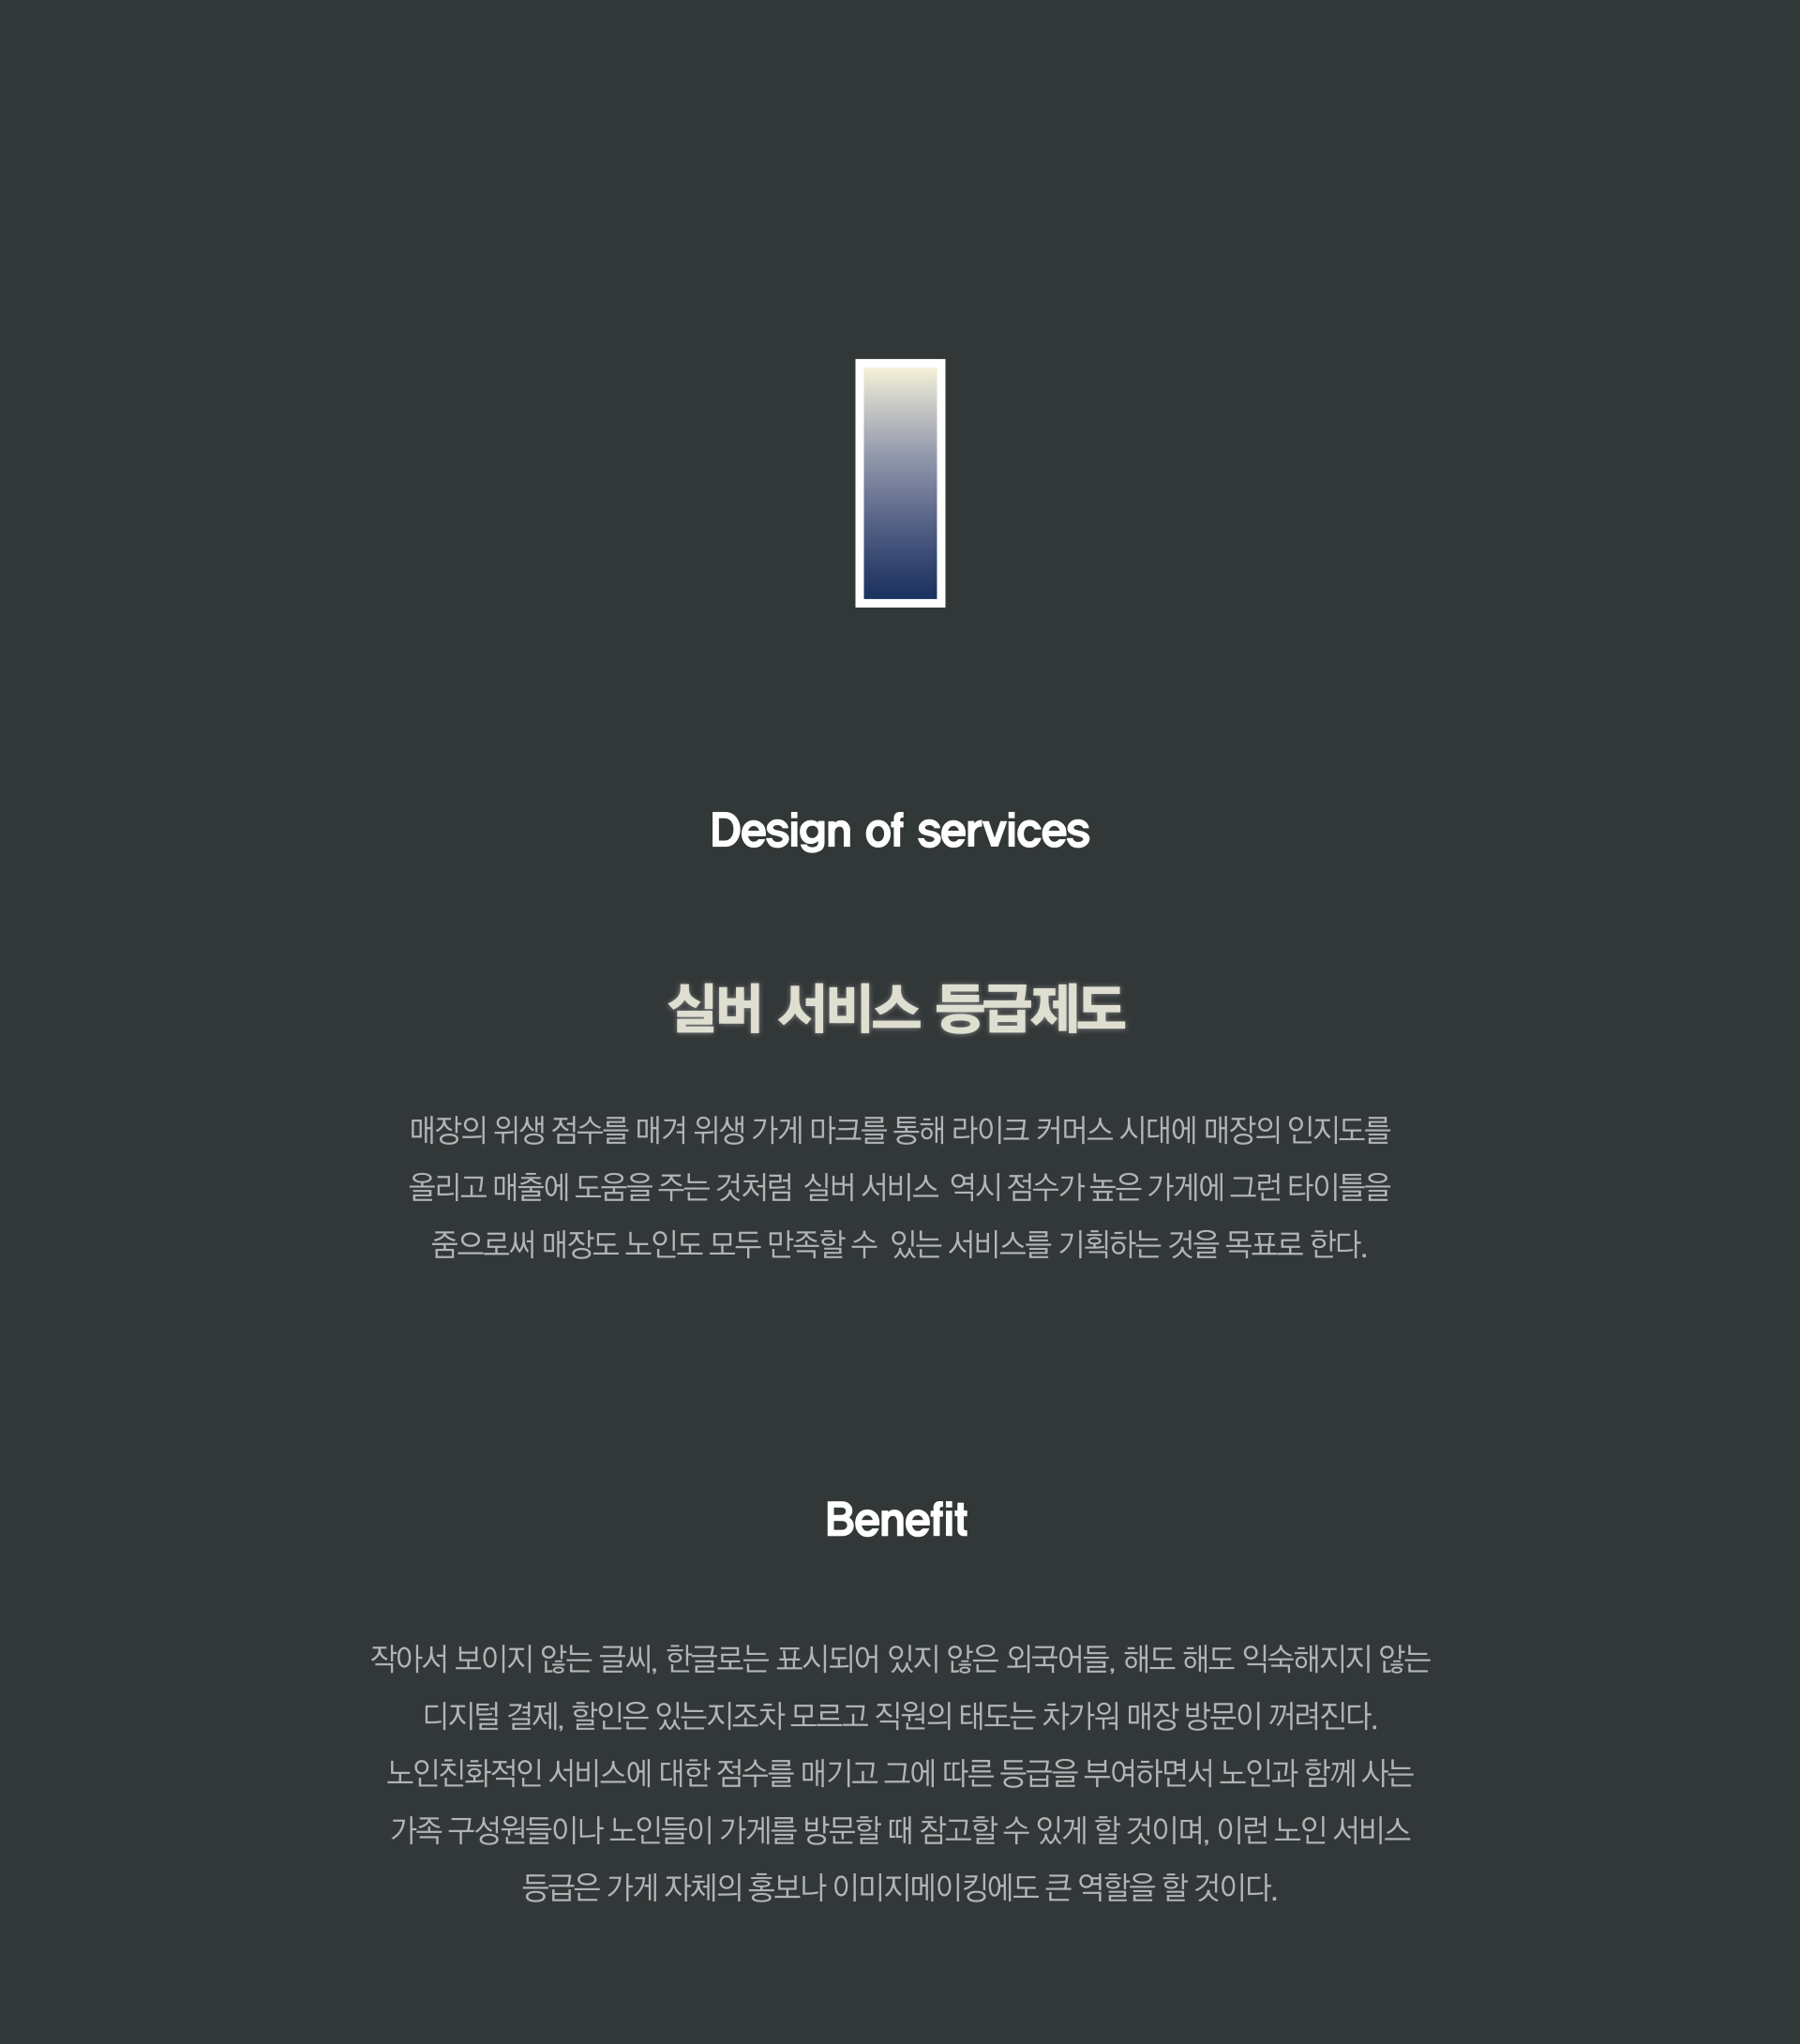 Design of services
실버 서비스 등급제도
매장의 위생 점수를 매겨 위생 가게 마크를 통해 라이크 커머스 시대에 매장의 인지도를
올리고 매출에 도움을 주는 것처럼 실버 서비스 역시 점수가 높은 가게에 그런 타이틀을
줌으로써 매장도 노인도 모두 만족할 수 있는 서비스를 기획하는 것을 목표로 한다.
Benefit
작아서 보이지 않는 글씨, 한글로는 표시되어 있지 않은 외국어들, 해도 해도 익숙해지지 않는
디지털 결제, 할인은 있는지조차 모르고 직원의 태도는 차가워 매장 방문이 꺼려진다.
노인친화적인 서비스에 대한 점수를 매기고 그에 따른 등급을 부여하면서 노인과 함께 사는
가족 구성원들이나 노인들이 가게를 방문할 때 참고할 수 있게 할 것이며, 이런 노인 서비스
등급은 가게 자체의 홍보나 이미지메이킹에도 큰 역할을 할 것이다.